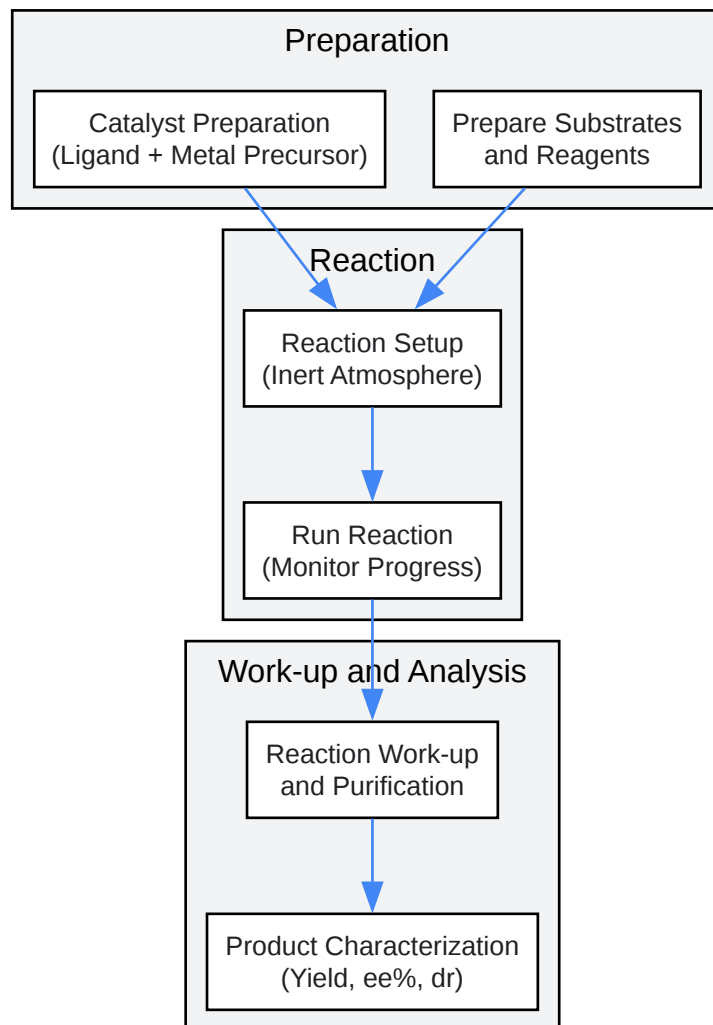 Preparation
Catalyst Preparation
(Ligand + Metal Precursor)
Prepare Substrates
and Reagents
Reaction
Reaction Setup
(Inert Atmosphere)
Run Reaction
(Monitor Progress)
Work-up and Analysis
Reaction Work-up
and Purification
Product Characterization
(Yield, ee%, dr)